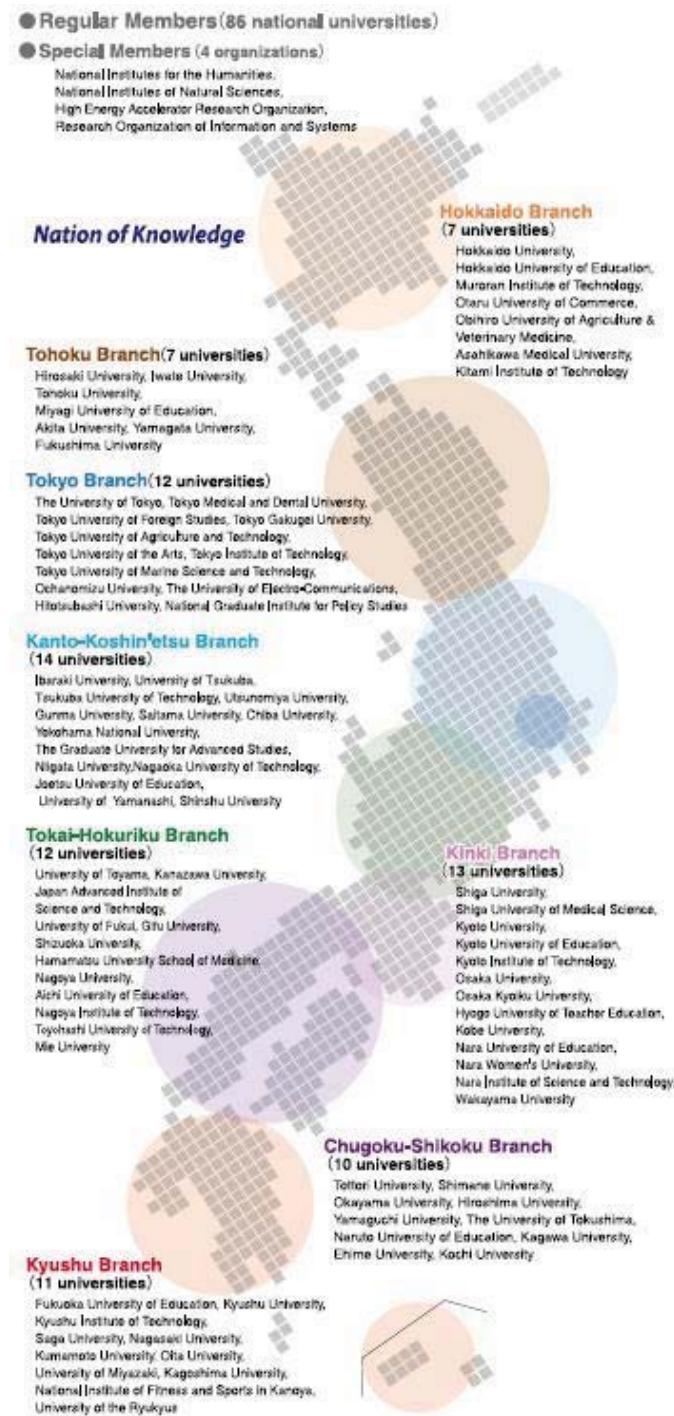 ● Regular Members(86 national universities)
● Special Members (4 organizations)
National Institutes for the Humanities,
National Institutes of Natural Sciences,
High Energy Accelerator Research Organization,
Research Organization of Information and Systems
Nation of Knowledge
Hokkaido Branch
(7 universities)
Hokkaido University,
Hokkaido University of Education,
Muroran Institute of Technology,
Otaru University of Commerce,
Obihiro University of Agriculture &
Veterinary Medicine,
Asahikawa Medical University,
Kitami Institute of Technology
Tohoku Branch(7 universities)
Hirosaki University, Iwate University,
Tohoku University,
Miyagi University of Education,
Akita University, Yamagata University,
Fukushima University
Tokyo Branch(12 universities)
The University of Tokyo, Tokyo Medical and Dental University,
Tokyo University of Foreign Studies, Tokyo Gakugei University,
Tokyo University of Agriculture and Technology,
Tokyo University of the Arts, Tokyo Institute of Technology,
Tokyo University of Marine Science and Technology,
Ochanomizu University, The University of Electro-Communications,
Hitotsubashi University, National Graduate Institute for Policy Studies
Kanto-Koshin'etsu Branch
(14 universities)
Ibaraki University, University of Tsukuba,
Tsukuba University of Technology, Utsunomiya University,
Gunma University, Saitama University, Chiba University,
Yokohama National University,
The Graduate University for Advanced Studies,
Niigata University,Nagaoka University of Technology,
Joetsu University of Education,
University of Yamanashi, Shinshu University
Tokai-Hokuriku Branch
(12 universities)
University of Toyama, Kanazawa University,
Japan Advanced Institute of
Science and Technology,
University of Fukui, Gifu University,
Shizuoka University,
Hamamatsu University School of Medicine,
Nagoya University,
Aichi University of Education,
Nagoya Institute of Technology,
Toyohashi University of Technology,
Mie University
Kinki Branch
(13 universities)
Shiga University,
Shiga University of Medical Science,
Kyoto University,
Kyoto University of Education,
Kyoto Institute of Technology,
Osaka University,
Osaka Kyoiku University,
Hyogo University of Teacher Education,
Kobe University,
Nara University of Education,
Nara Women's University,
Nara Institute of Science and Technology
Wakayama University
Chugoku-Shikoku Branch
(10 universities)
Tottori University, Shimane University,
Okayama University, Hiroshima University,
Yamaguchi University, The University of Tokushima,
Naruto University of Education, Kagawa University,
Ehime University, Kochi University
Kyushu Branch
(11 universities)
Fukuoka University of Education, Kyushu University,
Kyushu Institute of Technology,
Saga University, Nagasaki University,
Kumamoto University, Oita University,
University of Miyazaki, Kagoshima University,
National Institute of Fitness and Sports in Kanoya,
University of the Ryukyus